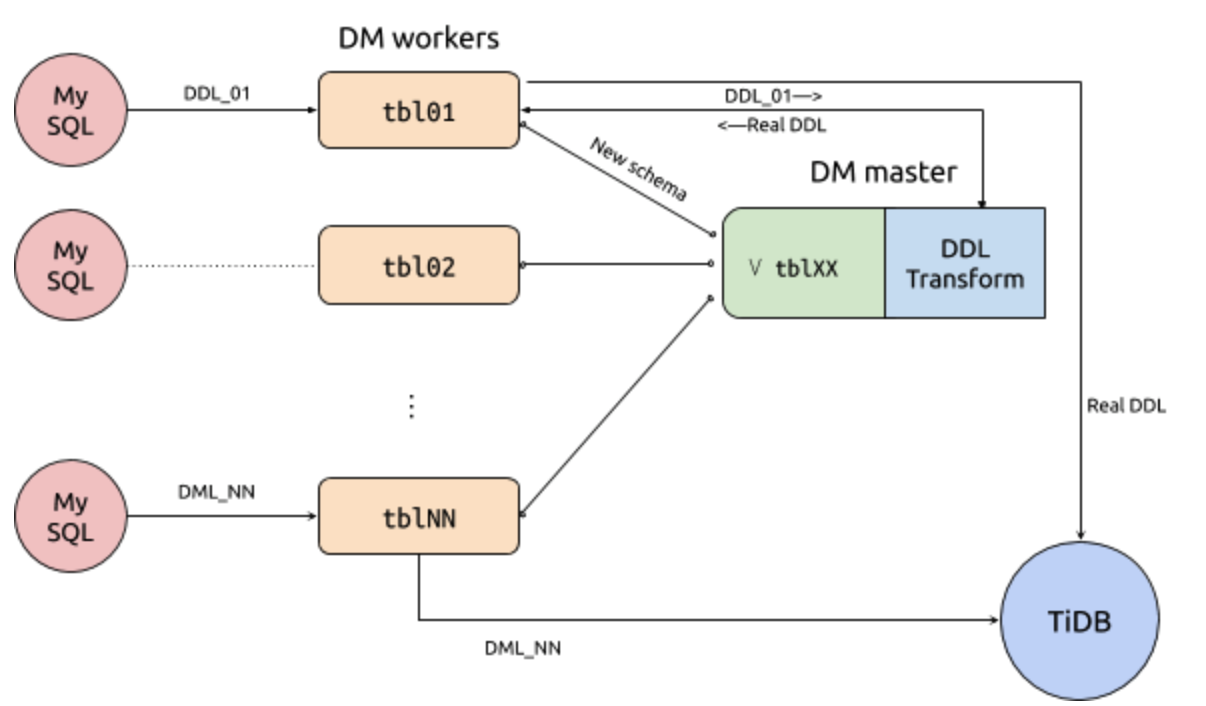 DM workers
My
SQL
DDL_01
tbl01
DDL_01—>
<—Real DDL
New schema
DM master
My
SQL
tbl02
V tblXX
DDL
Transform
⋮
Real DDL
My
SQL
DML_NN
tblNN
DML_NN
TiDB